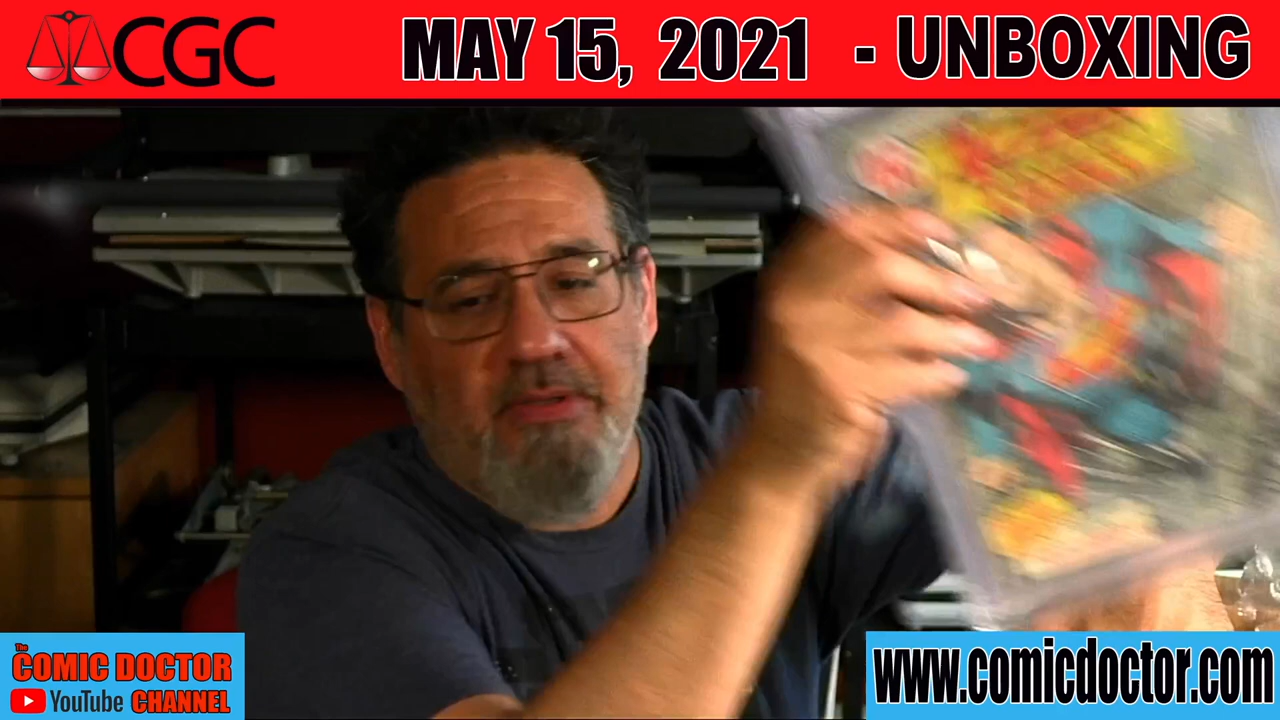 CGC
MAY 15, 2021 - UNBOXING
The
COMIC DOCTOR
YouTube CHANNEL
www.comicdoctor.com